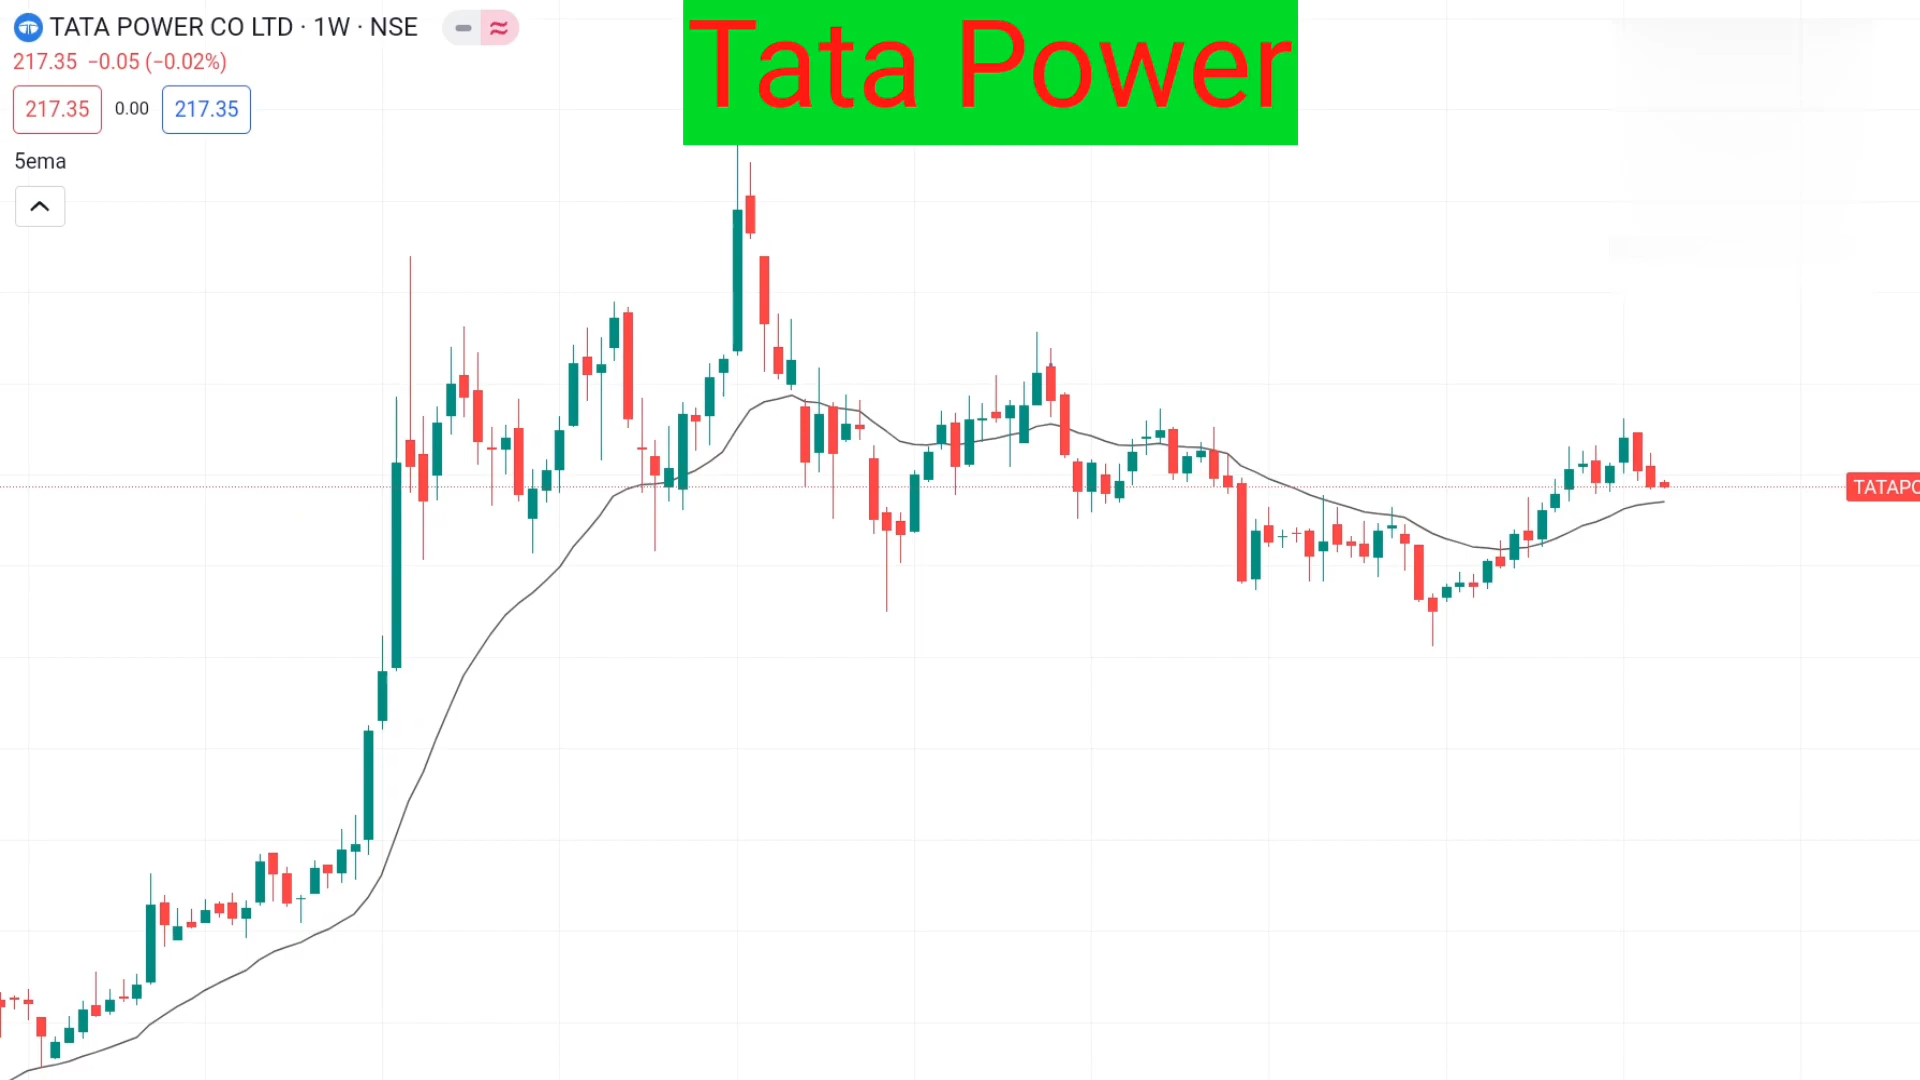 TATA POWER CO LTD · 1W · NSE
217.35 −0.05 (−0.02%)
217.35 0.00 217.35
5ema
Tata Power
TATAPO